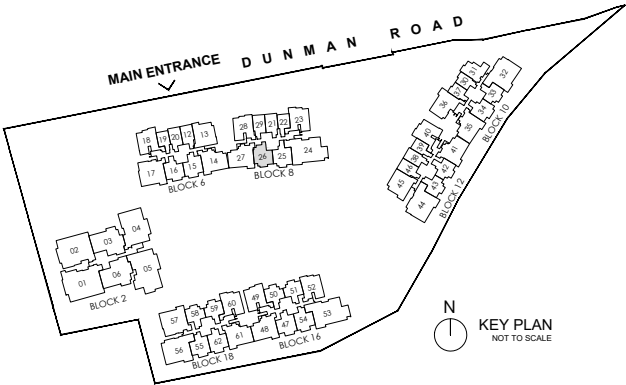 DUNMAN ROAD
MAIN ENTRANCE
18 19 20 12 13
28 29 21 22 23
17 16 15 14
27 26 25 24
BLOCK 6
BLOCK 8
31 32
30
37 33
36 34
35
BLOCK 10
40
39 41
38
46 42
45 43
44
BLOCK 12
04
03
02
05
06
01
BLOCK 2
57 58 59 60
49 50 51 52
56 55 62 61
48 47 54 53
BLOCK 18
BLOCK 16
N
KEY PLAN
NOT TO SCALE